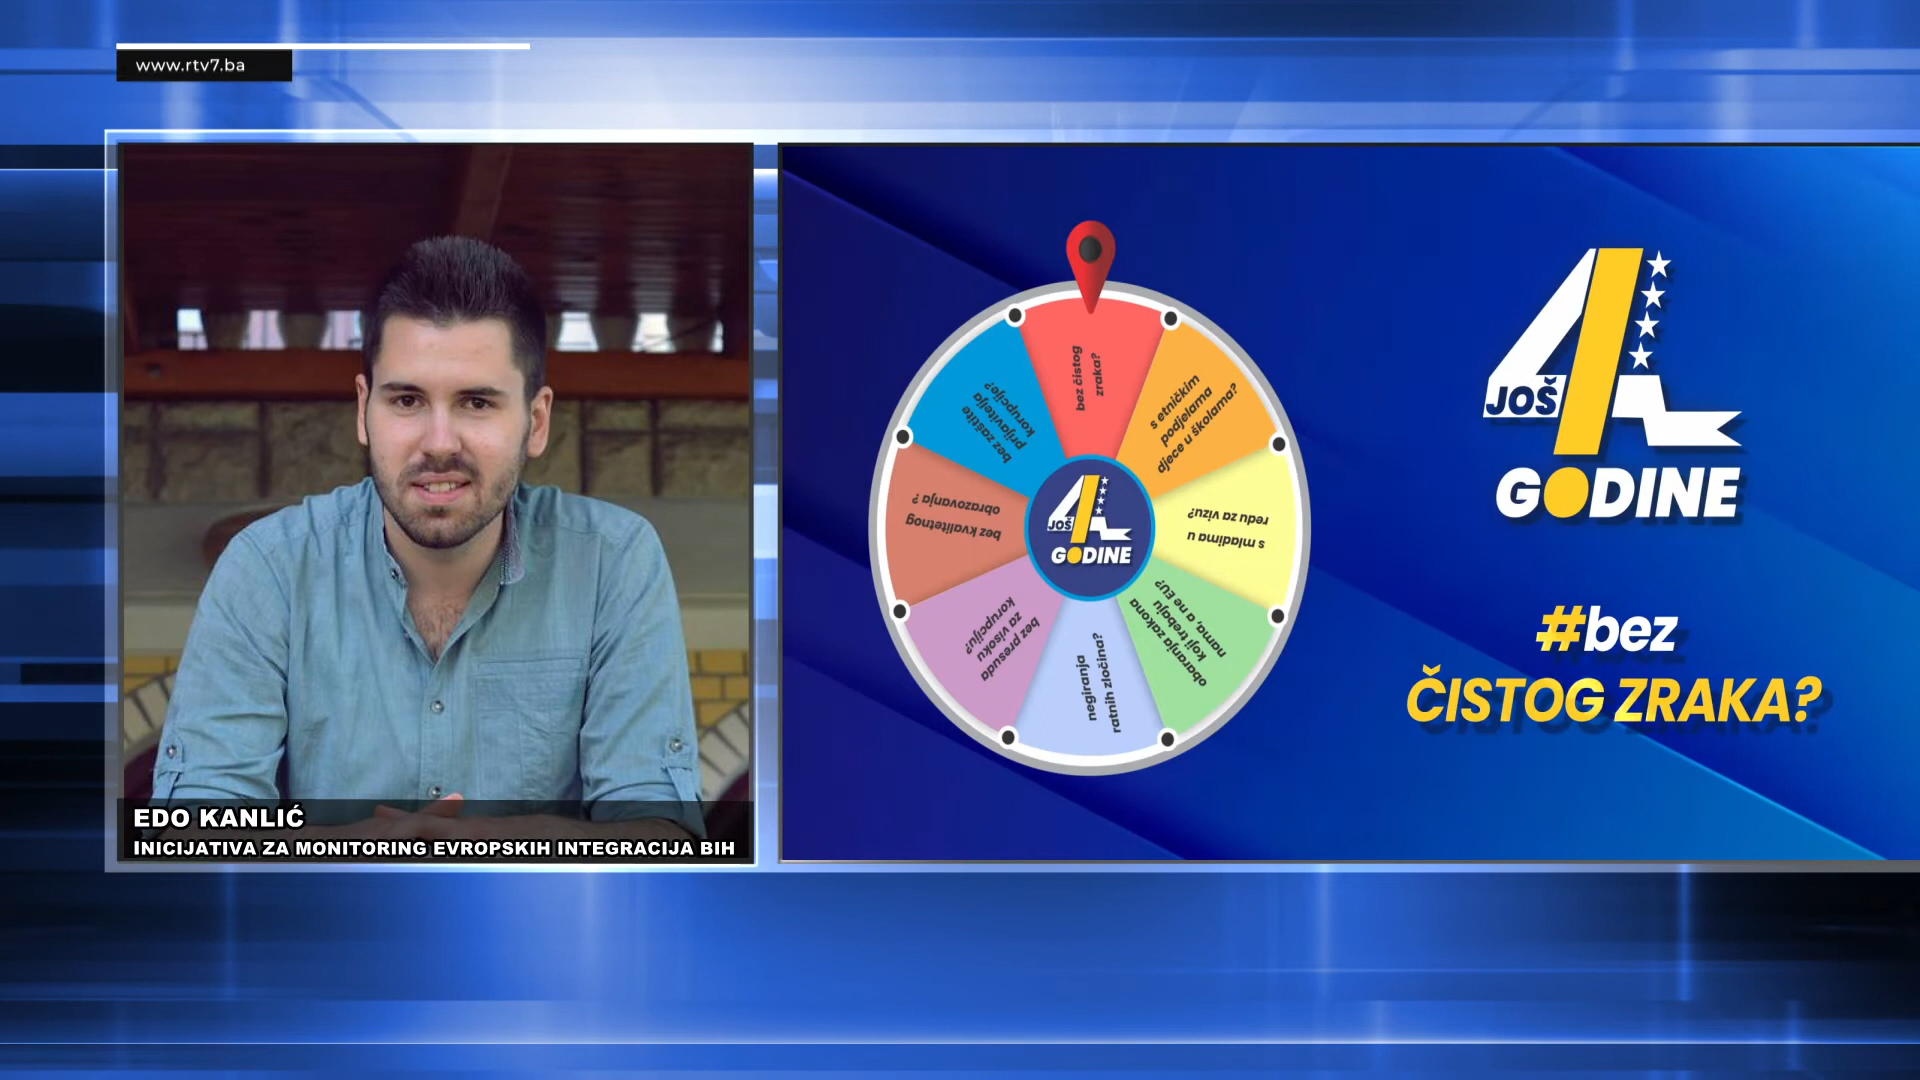 www.rtv7.ba
EDO KANLIĆ
INICIJATIVA ZA MONITORING EVROPSKIH INTEGRACIJA BIH
bez čistog
zraka?
s etničkim
podjelama
djece u školama?
s mladima u
redu za vizu?
obaranja zakona
koji trebaju
nama, a ne EU?
negiranja
ratnih zločina?
bez presuda
za visoku
korupciju?
bez kvalitetnog
obrazovanja ?
bez zaštite
prijavitelja
korupcije?
4
JOŠ
GODINE
4
JOŠ
GODINE
#bez
ČISTOG ZRAKA?